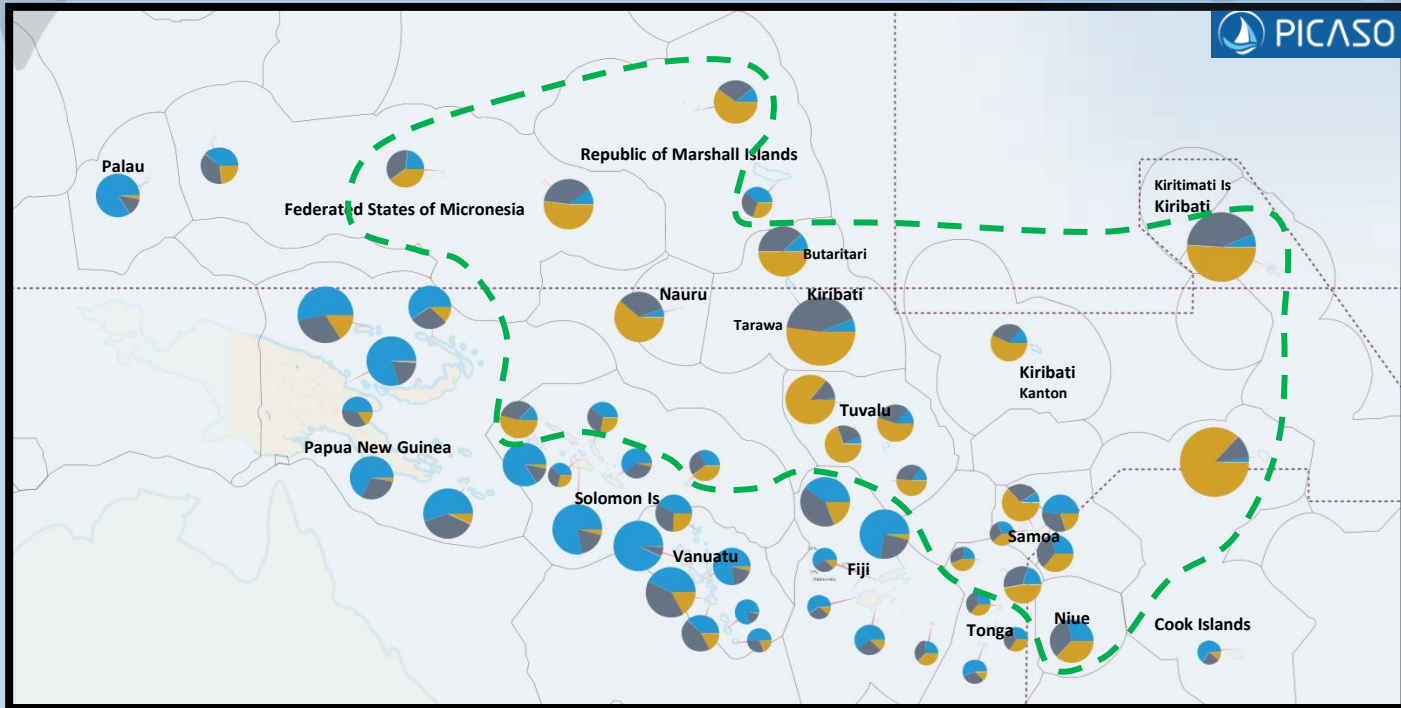 PICASO
Palau
Republic of Marshall Islands
Federated States of Micronesia
Kiritimati Is
Kiribati
Butaritari
Nauru
Kiribati
Tarawa
Kiribati
Kanton
Tuvalu
Papua New Guinea
Solomon Is
Vanuatu
Fiji
Samoa
Tonga
Niue
Cook Islands